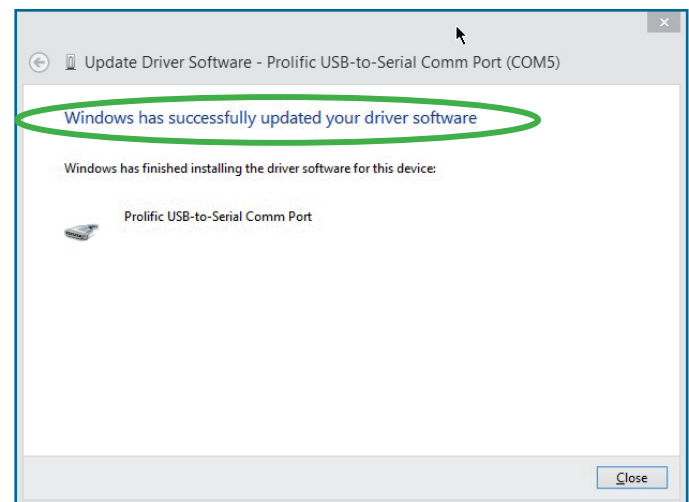 Update Driver Software - Prolific USB-to-Serial Comm Port (COM5)
Windows has successfully updated your driver software
Windows has finished installing the driver software for this device:
Prolific USB-to-Serial Comm Port
Close